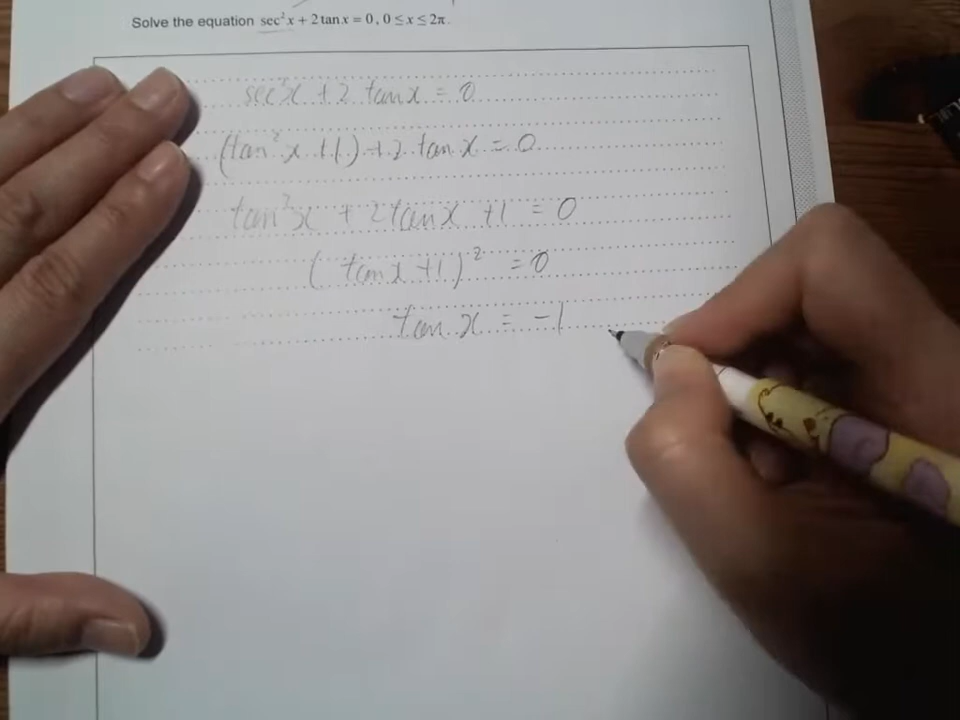 Solve the equation sec²x + 2 tan x = 0, 0 ≤ x ≤ 2π.
sec²x + 2 tan x = 0
(tan²x + 1) + 2 tan x = 0
tan²x + 2 tan x + 1 = 0
(tan x + 1)² = 0
tan x = -1